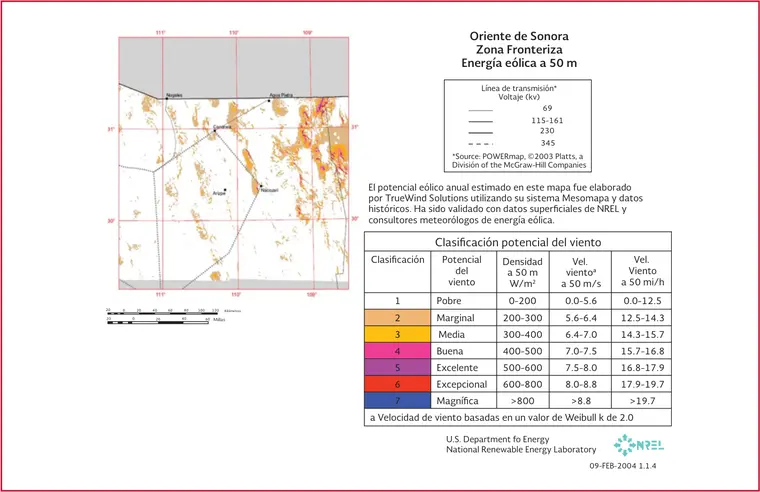 Oriente de Sonora
Zona Fronteriza
Energía eólica a 50 m
Línea de transmisión*
Voltaje (kv)
69
115-161
230
345
*Source: POWERmap, ©2003 Platts, a
Division of the McGraw-Hill Companies
111° 110° 109°
Nogales
Agua Prieta
31° 31°
Cananea
Arizpe
Nacozari
30° 30°
111° 110° 109°
El potencial eólico anual estimado en este mapa fue elaborado
por TrueWind Solutions utilizando su sistema Mesomapa y datos
históricos. Ha sido validado con datos superficiales de NREL y
consultores meteorólogos de energía eólica.
Clasificación potencial del viento
Clasificación Potencial del viento Densidad a 50 m W/m² Vel. vientoª a 50 m/s Vel. Viento a 50 mi/h
1 Pobre 0-200 0.0-5.6 0.0-12.5
2 Marginal 200-300 5.6-6.4 12.5-14.3
3 Media 300-400 6.4-7.0 14.3-15.7
4 Buena 400-500 7.0-7.5 15.7-16.8
5 Excelente 500-600 7.5-8.0 16.8-17.9
6 Excepcional 600-800 8.0-8.8 17.9-19.7
7 Magnífica >800 >8.8 >19.7
a Velocidad de viento basadas en un valor de Weibull k de 2.0
U.S. Department fo Energy
National Renewable Energy Laboratory
NREL
09-FEB-2004 1.1.4